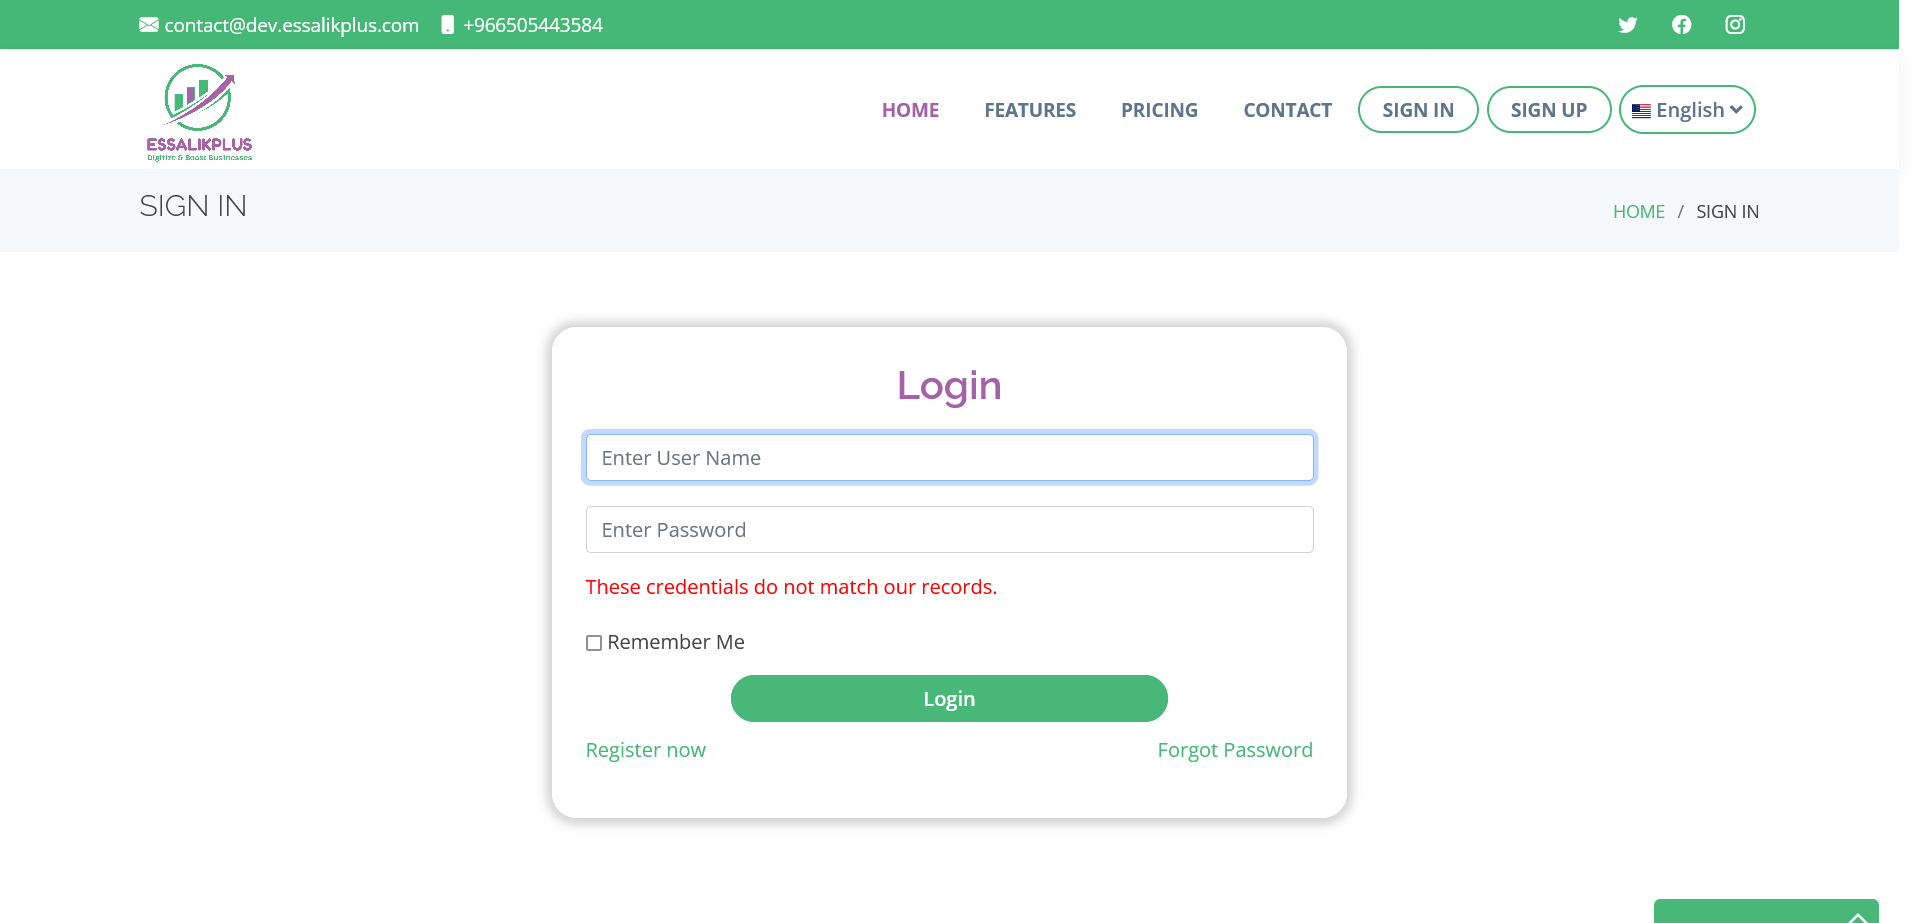 contact@dev.essalikplus.com +966505443584
ESSALIKPLUS
Digitize & Boost Businesses
HOME FEATURES PRICING CONTACT SIGN IN SIGN UP English
SIGN IN
HOME / SIGN IN
Login
Enter User Name
Enter Password
These credentials do not match our records.
Remember Me
Login
Register now Forgot Password